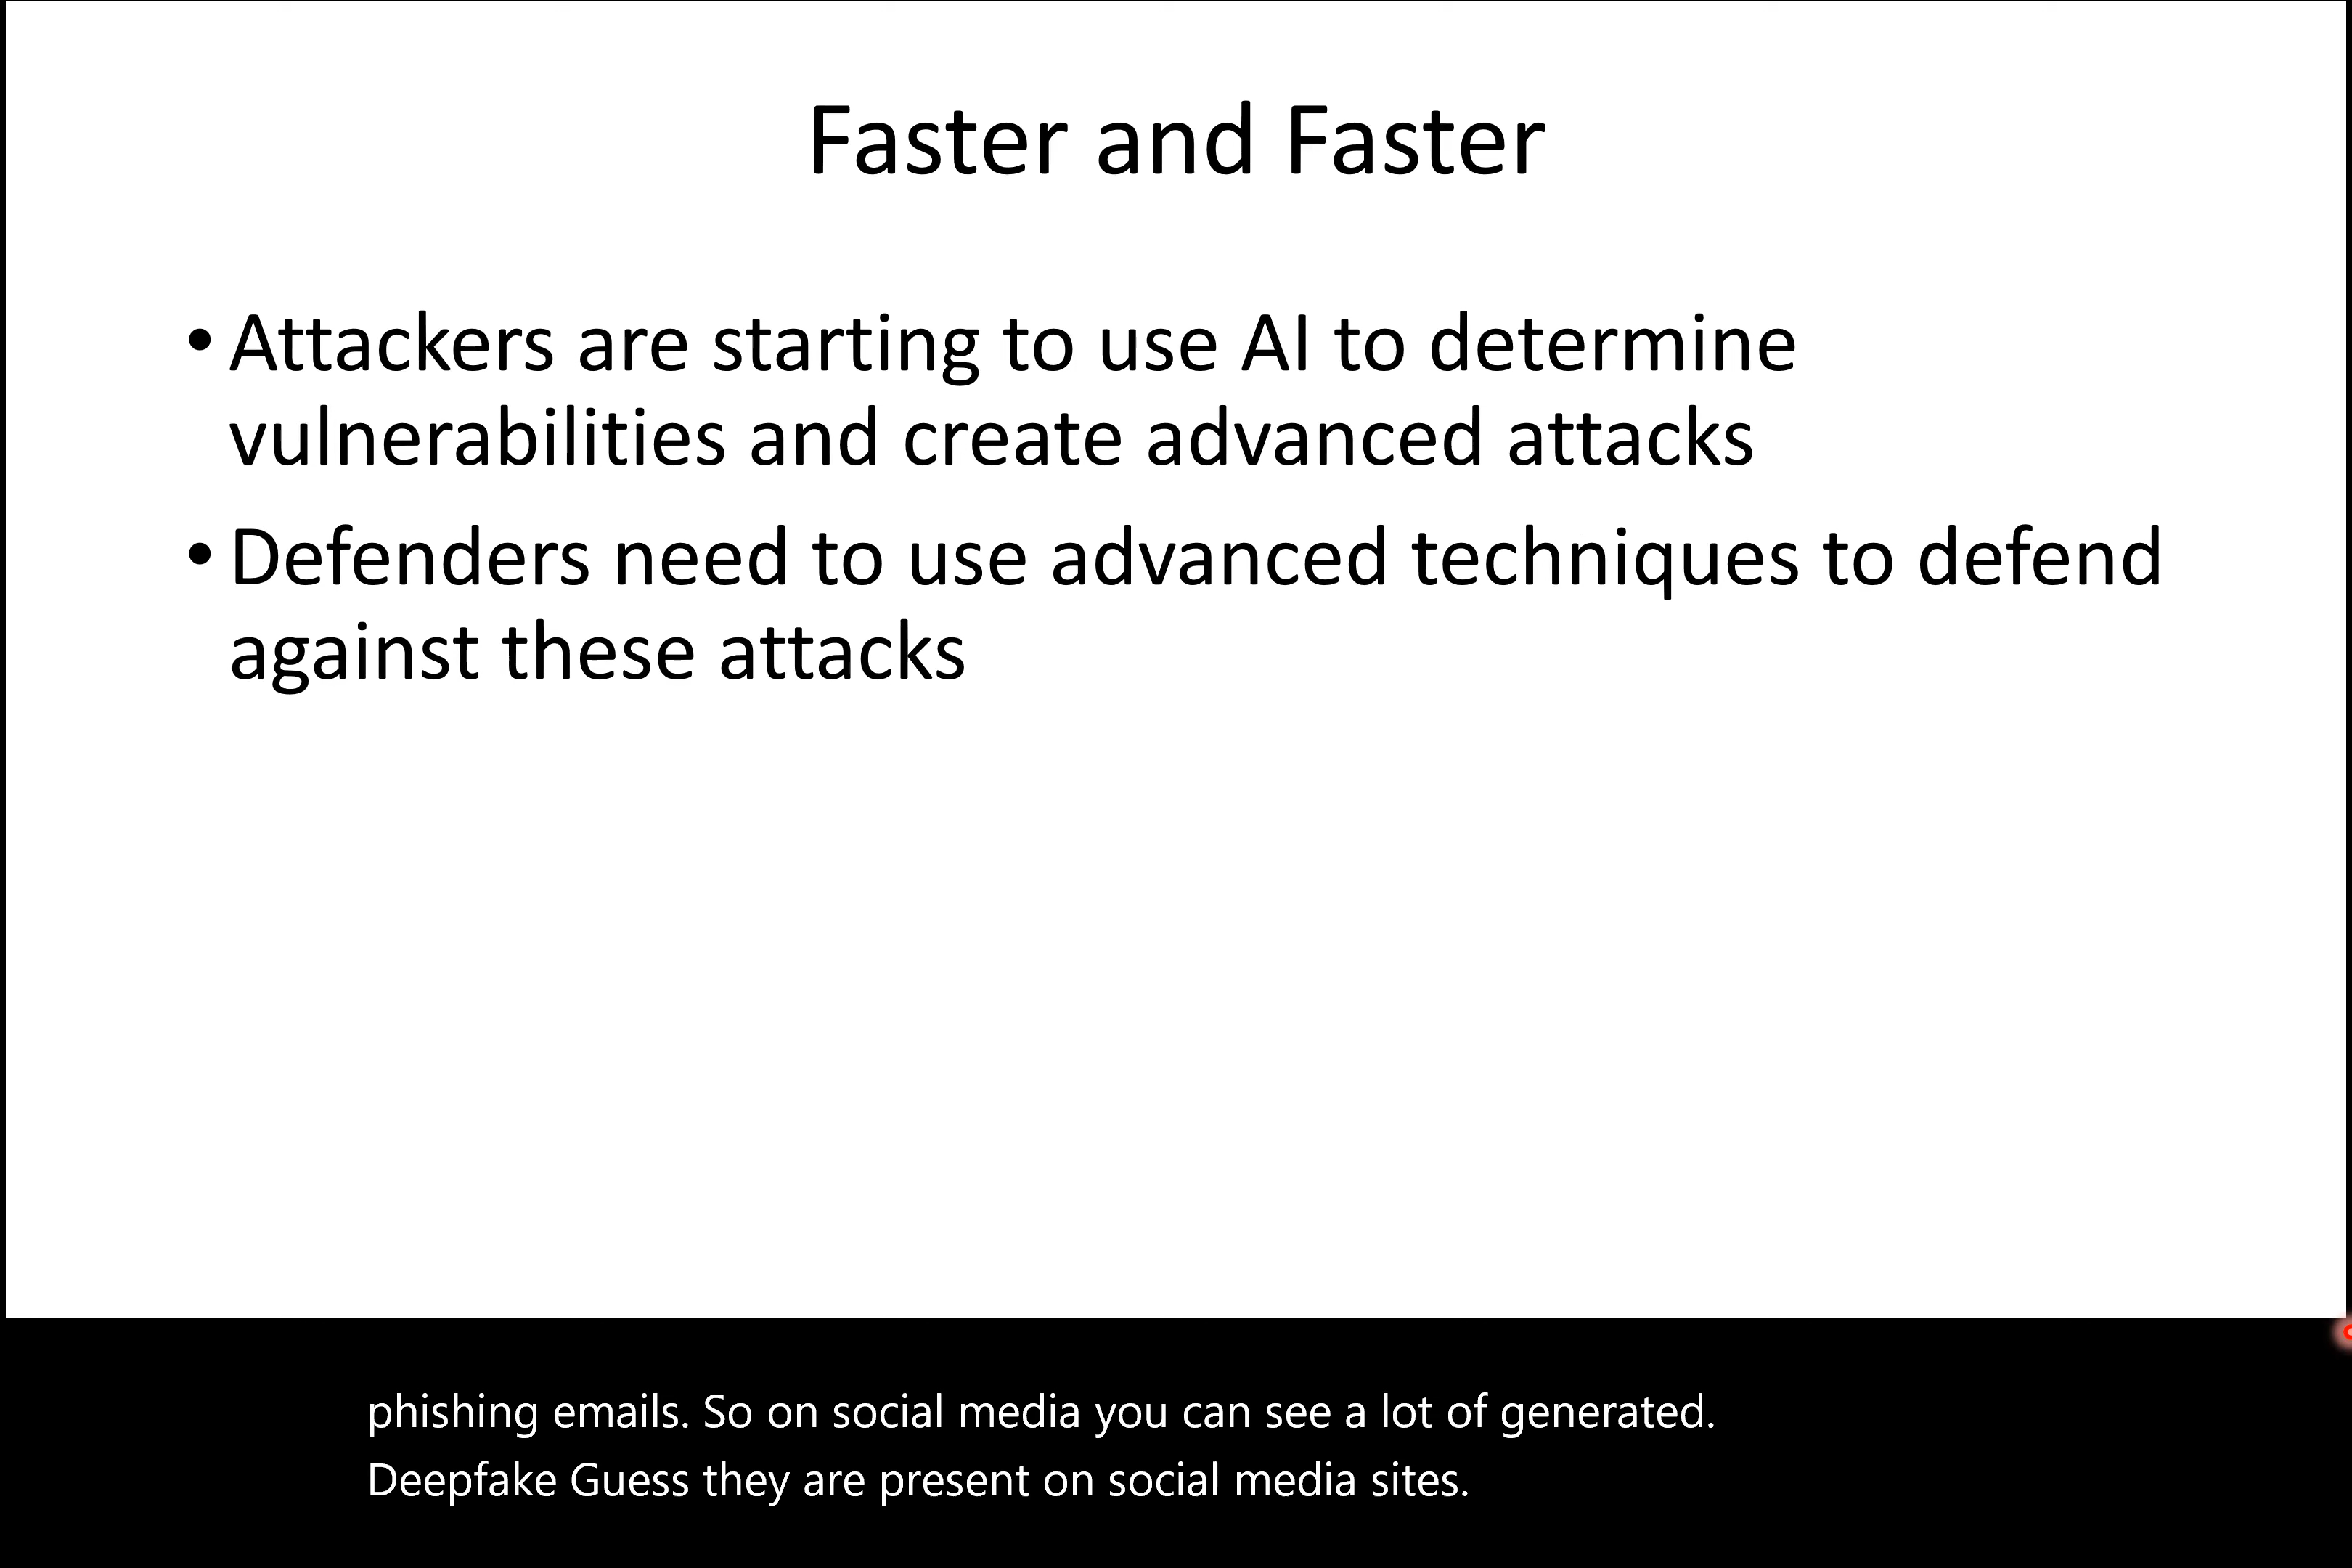 Faster and Faster
• Attackers are starting to use AI to determine
vulnerabilities and create advanced attacks
• Defenders need to use advanced techniques to defend
against these attacks
phishing emails. So on social media you can see a lot of generated.
Deepfake Guess they are present on social media sites.